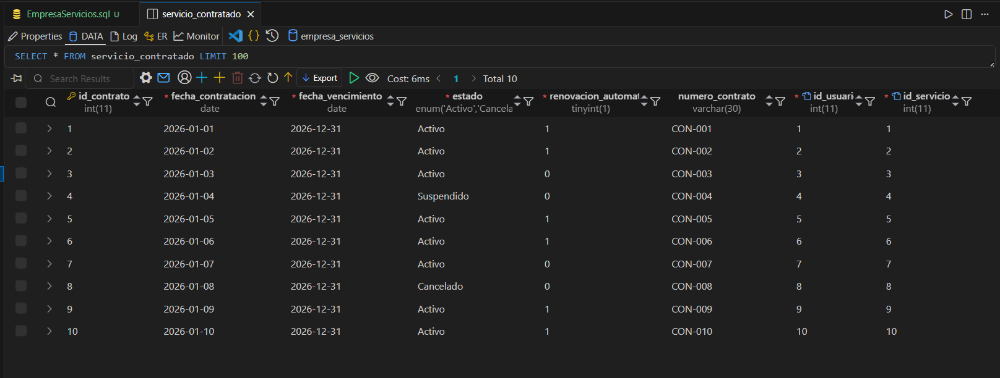 EmpresaServicios.sql U servicio_contratado
Properties DATA Log ER Monitor {} empresa_servicios
SELECT * FROM servicio_contratado LIMIT 100
Search Results Export Cost: 6ms < 1 > Total 10
id_contrato * fecha_contratacion * fecha_vencimiento * estado * renovacion_automat numero_contrato * id_usuari * id_servicio
int(11) date date enum('Activo','Cancela tinyint(1) varchar(30) int(11) int(11)
1 2026-01-01 2026-12-31 Activo 1 CON-001 1 1
2 2026-01-02 2026-12-31 Activo 1 CON-002 2 2
3 2026-01-03 2026-12-31 Activo 0 CON-003 3 3
4 2026-01-04 2026-12-31 Suspendido 0 CON-004 4 4
5 2026-01-05 2026-12-31 Activo 1 CON-005 5 5
6 2026-01-06 2026-12-31 Activo 1 CON-006 6 6
7 2026-01-07 2026-12-31 Activo 0 CON-007 7 7
8 2026-01-08 2026-12-31 Cancelado 0 CON-008 8 8
9 2026-01-09 2026-12-31 Activo 1 CON-009 9 9
10 2026-01-10 2026-12-31 Activo 1 CON-010 10 10